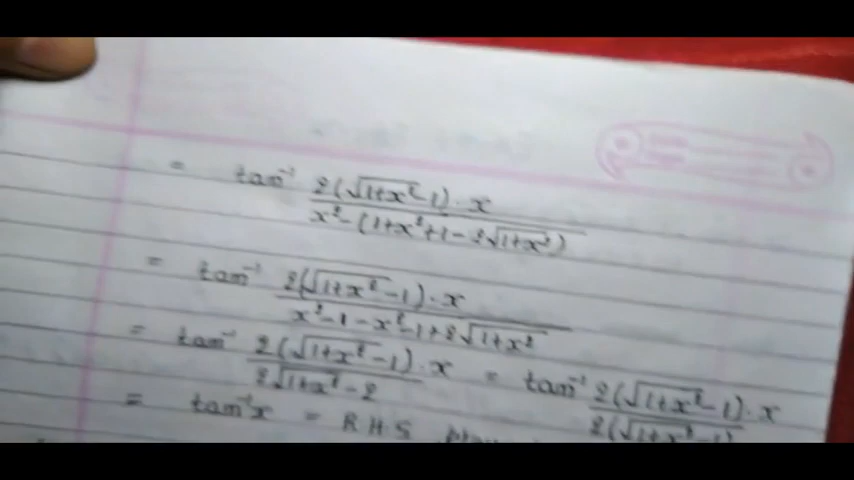 = tan⁻¹ 2(√1+x² -1).x / x² - (1+x²+1-2√1+x²)
= tan⁻¹ 2(√1+x² -1).x / x²-1-x²-1+2√1+x²
= tan⁻¹ 2(√1+x² -1).x / 2√1+x² -2 = tan⁻¹ 2(√1+x² -1).x / 2(√1+x² -1)
= tan⁻¹x = R.H.S